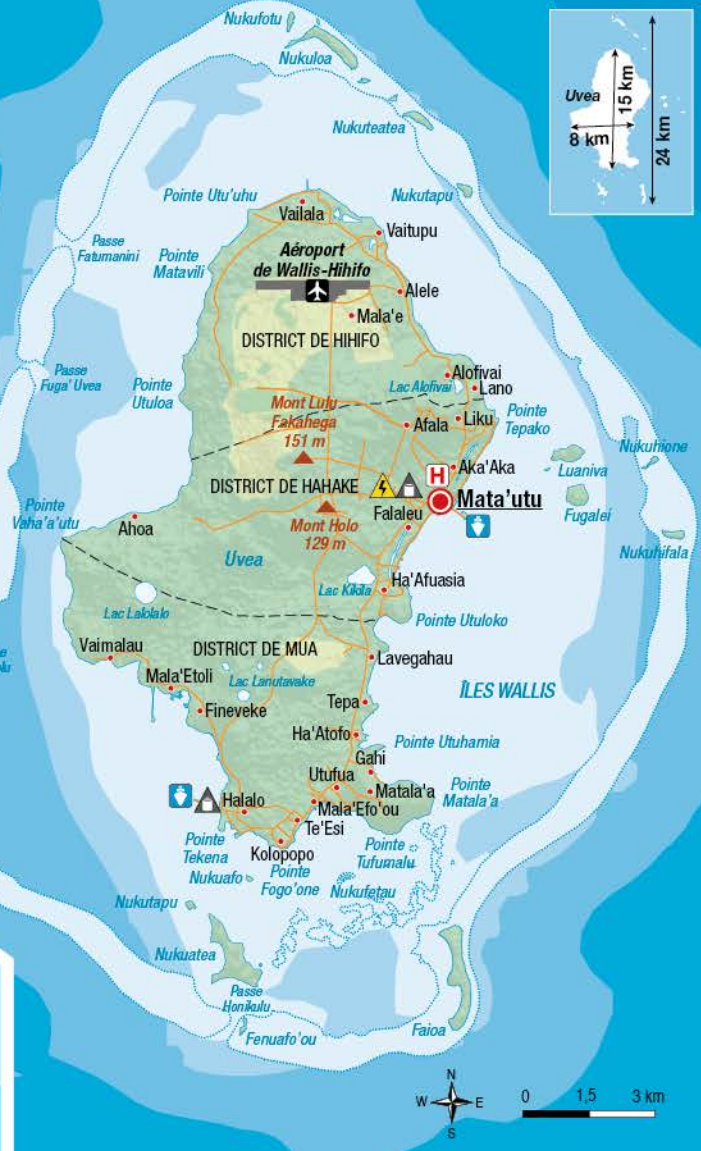 Nukufotu
Nukuloa
Nukuteatea
Uvea
15 km
8 km
24 km
Pointe Utu'uhu
Nukutapu
Vailala
Vaitupu
Passe
Fatumanini
Pointe
Matavili
Aéroport
de Wallis-Hihifo
Alele
Mala'e
DISTRICT DE HIHIFO
Passe
Fuga' Uvea
Pointe
Utuloa
Alofivai
Lac Alofivai
Lano
Mont Lulu
Fakahega
151 m
Afala
Liku
Pointe
Tepako
Nukuhione
Luaniva
Aka'Aka
H
DISTRICT DE HAHAKE
Mata'utu
Fugalei
Pointe
Vaha'a'utu
Ahoa
Falaleu
Mont Holo
129 m
Nukuhifala
Uvea
Lac Kikila
Ha'Afuasia
Lac Lalolalo
Pointe Utuloko
Vaimalau
DISTRICT DE MUA
Lavegahau
Mala'Etoli
Lac Lanutavake
ÎLES WALLIS
Fineveke
Tepa
Ha'Atofo
Pointe Utuhamia
Gahi
Utufua
Matala'a
Pointe
Matala'a
Halalo
Mala'Efo'ou
Te'Esi
Pointe
Tekena
Kolopopo
Pointe
Tufumalu
Nukuafo
Pointe
Fogo'one
Nukufetau
Nukutapu
Nukuatea
Passe
Honikulu
Fenuafo'ou
Faioa
N
W
E
S
0
1,5
3 km